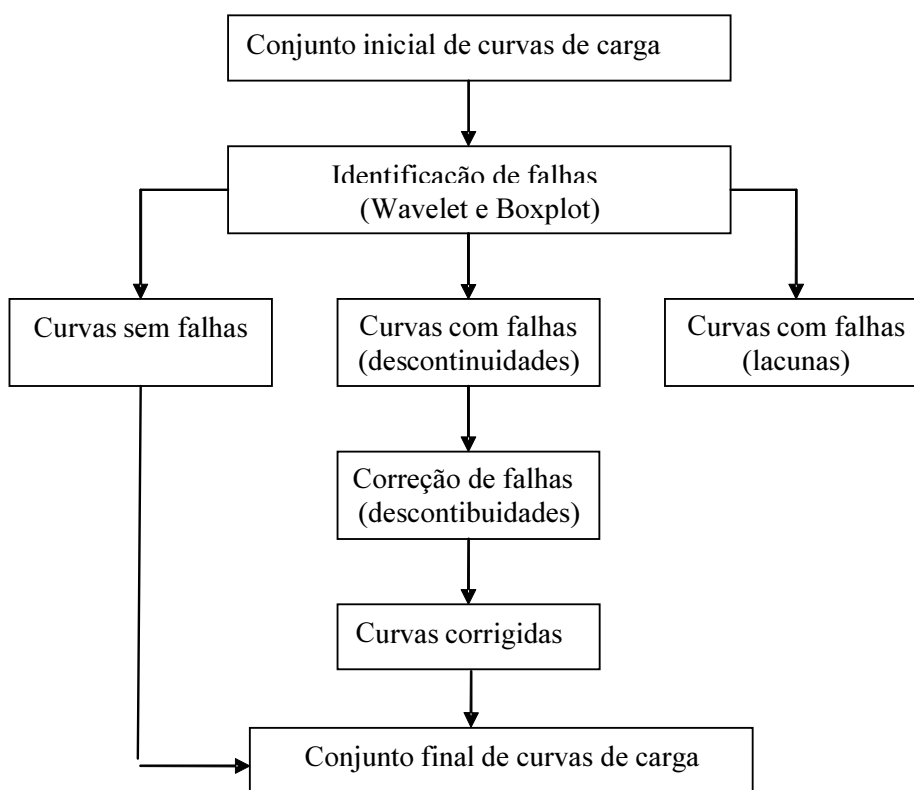 Conjunto inicial de curvas de carga
Identificação de falhas
(Wavelet e Boxplot)
Curvas sem falhas
Curvas com falhas
(descontinuidades)
Curvas com falhas
(lacunas)
Correção de falhas
(descontibuidades)
Curvas corrigidas
Conjunto final de curvas de carga